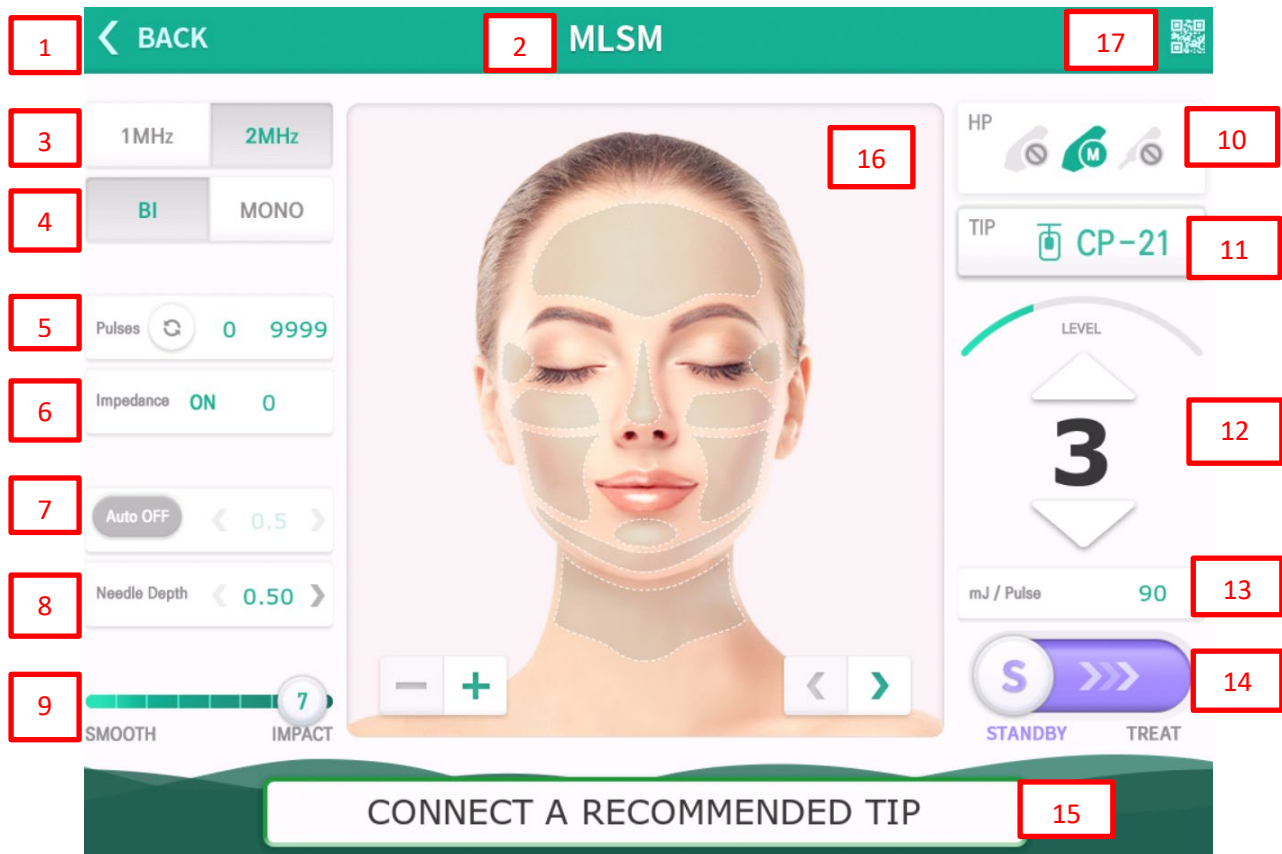 1 BACK 2 MLSM 17
3 1MHz 2MHz 16 HP M 10
4 BI MONO
TIP CP-21 11
5 Pulses 0 9999 LEVEL
6 Impedance ON 0 3 12
7 Auto OFF 0.5
8 Needle Depth 0.50 mJ / Pulse 90 13
9 7 S 14
SMOOTH IMPACT STANDBY TREAT
CONNECT A RECOMMENDED TIP 15